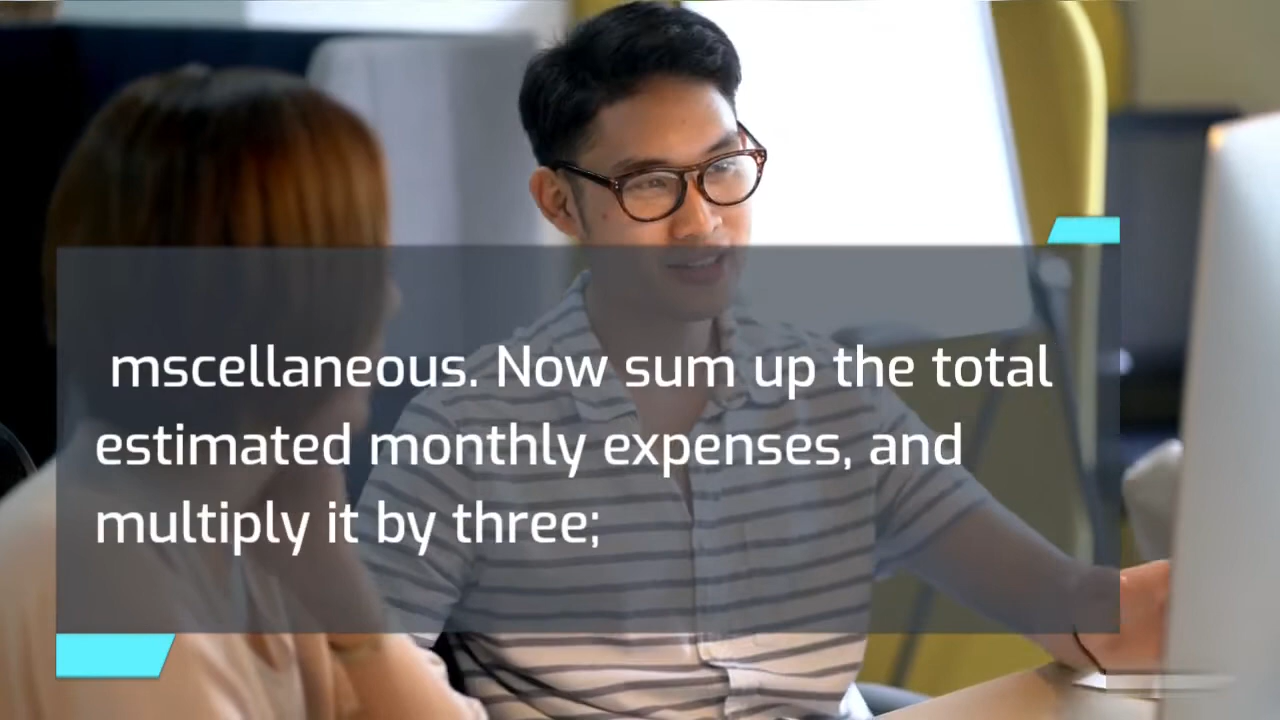 mscellaneous. Now sum up the total
estimated monthly expenses, and
multiply it by three;